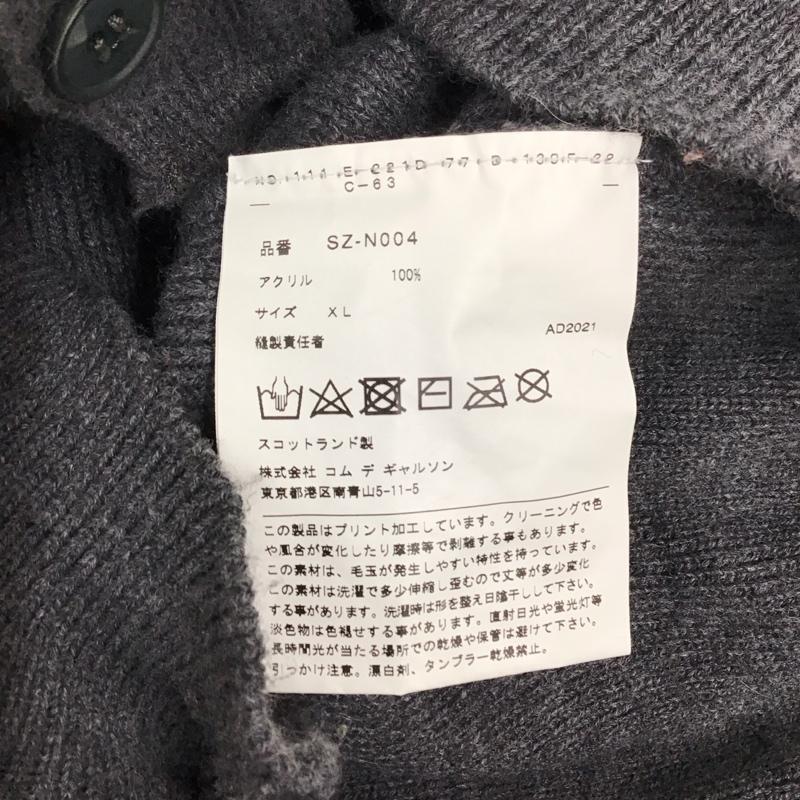 C-63
品番 SZ-N004
アクリル 100%
サイズ XL
AD2021
縫製責任者
スコットランド製
株式会社 コム デ ギャルソン
東京都港区南青山5-11-5
この製品はプリント加工しています。クリーニングで色
や風合が変化したり摩擦等で剥離する事もあります。
この素材は、毛玉が発生しやすい特性を持っています。
この素材は洗濯で多少伸縮し歪むので丈等が多少変化
する事があります。洗濯時は形を整え日陰干しして下さい。
淡色物は色褪せする事があります。直射日光や蛍光灯等
長時間光が当たる場所での乾燥や保管は避けて下さい。
引っかけ注意。漂白剤、タンブラー乾燥禁止。